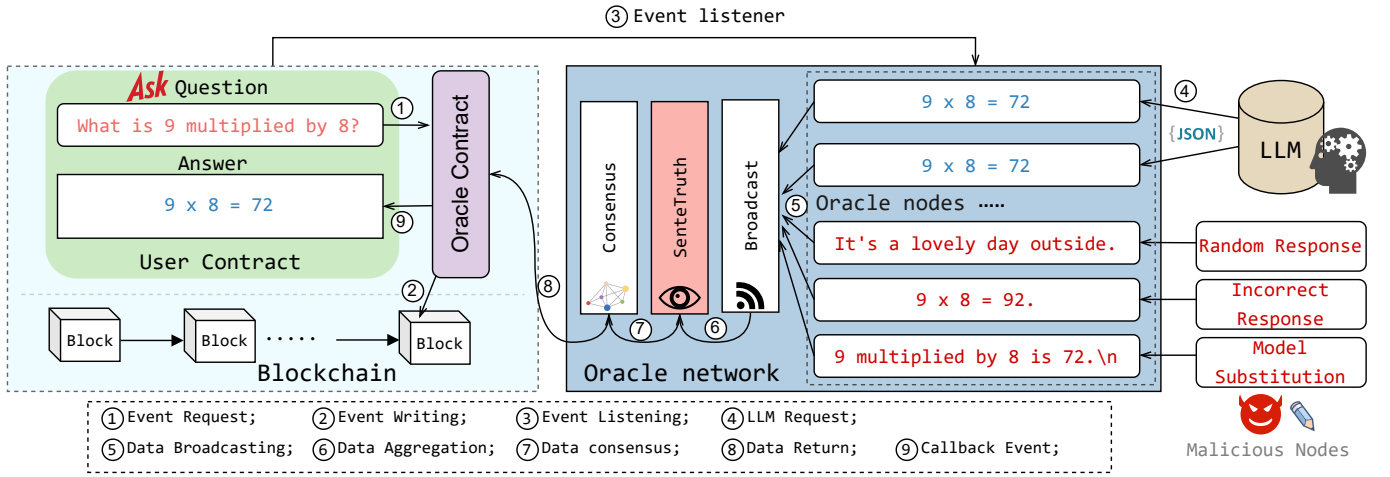 ③ Event listener
Ask Question
What is 9 multiplied by 8?
①
Answer
9 x 8 = 72
⑨
User Contract
Oracle Contract
②
Block
Block
.....
Block
Blockchain
⑧
Consensus
SenteTruth
Broadcast
⑦
⑥
Oracle network
9 x 8 = 72
9 x 8 = 72
⑤
Oracle nodes .....
It's a lovely day outside.
9 x 8 = 92.
9 multiplied by 8 is 72.\n
④
{JSON}
LLM
Random Response
Incorrect
Response
Model
Substitution
Malicious Nodes
① Event Request; ② Event Writing; ③ Event Listening; ④ LLM Request;
⑤ Data Broadcasting; ⑥ Data Aggregation; ⑦ Data consensus; ⑧ Data Return; ⑨ Callback Event;